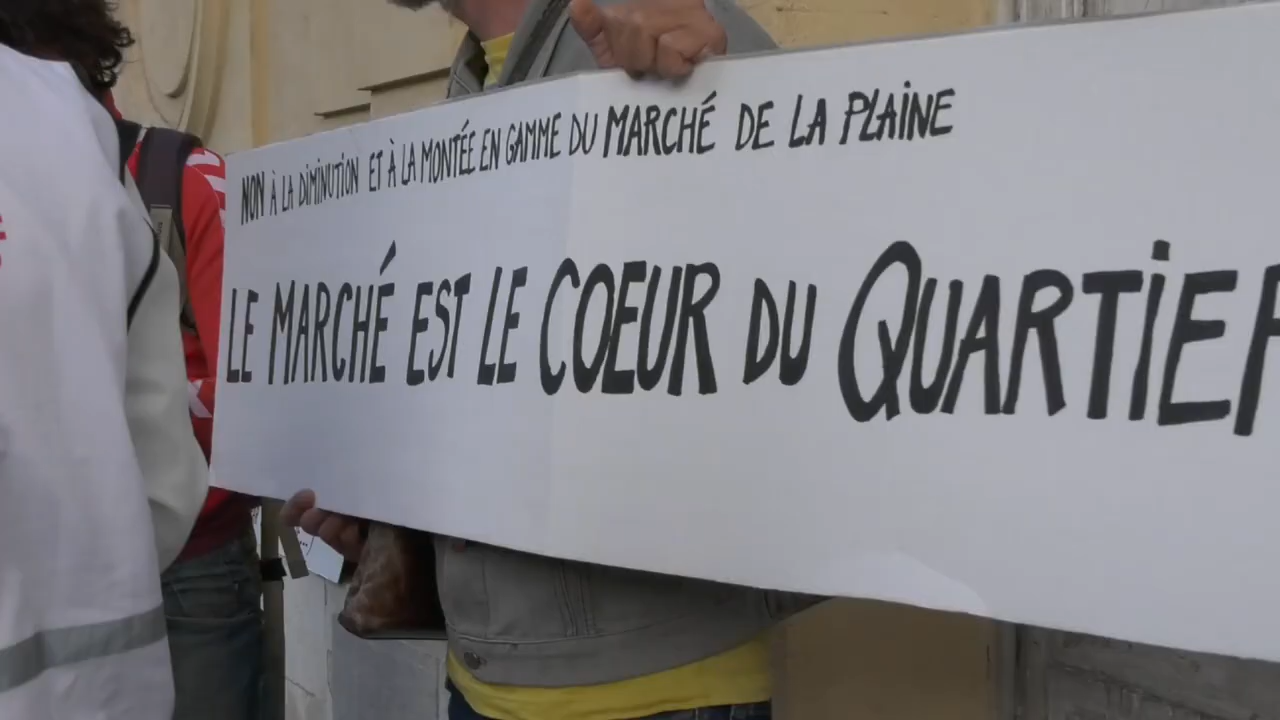 NON À LA DIMINUTION ET À LA MONTÉE EN GAMME DU MARCHÉ DE LA PLAINE
LE MARCHÉ EST LE COEUR DU QUARTIER